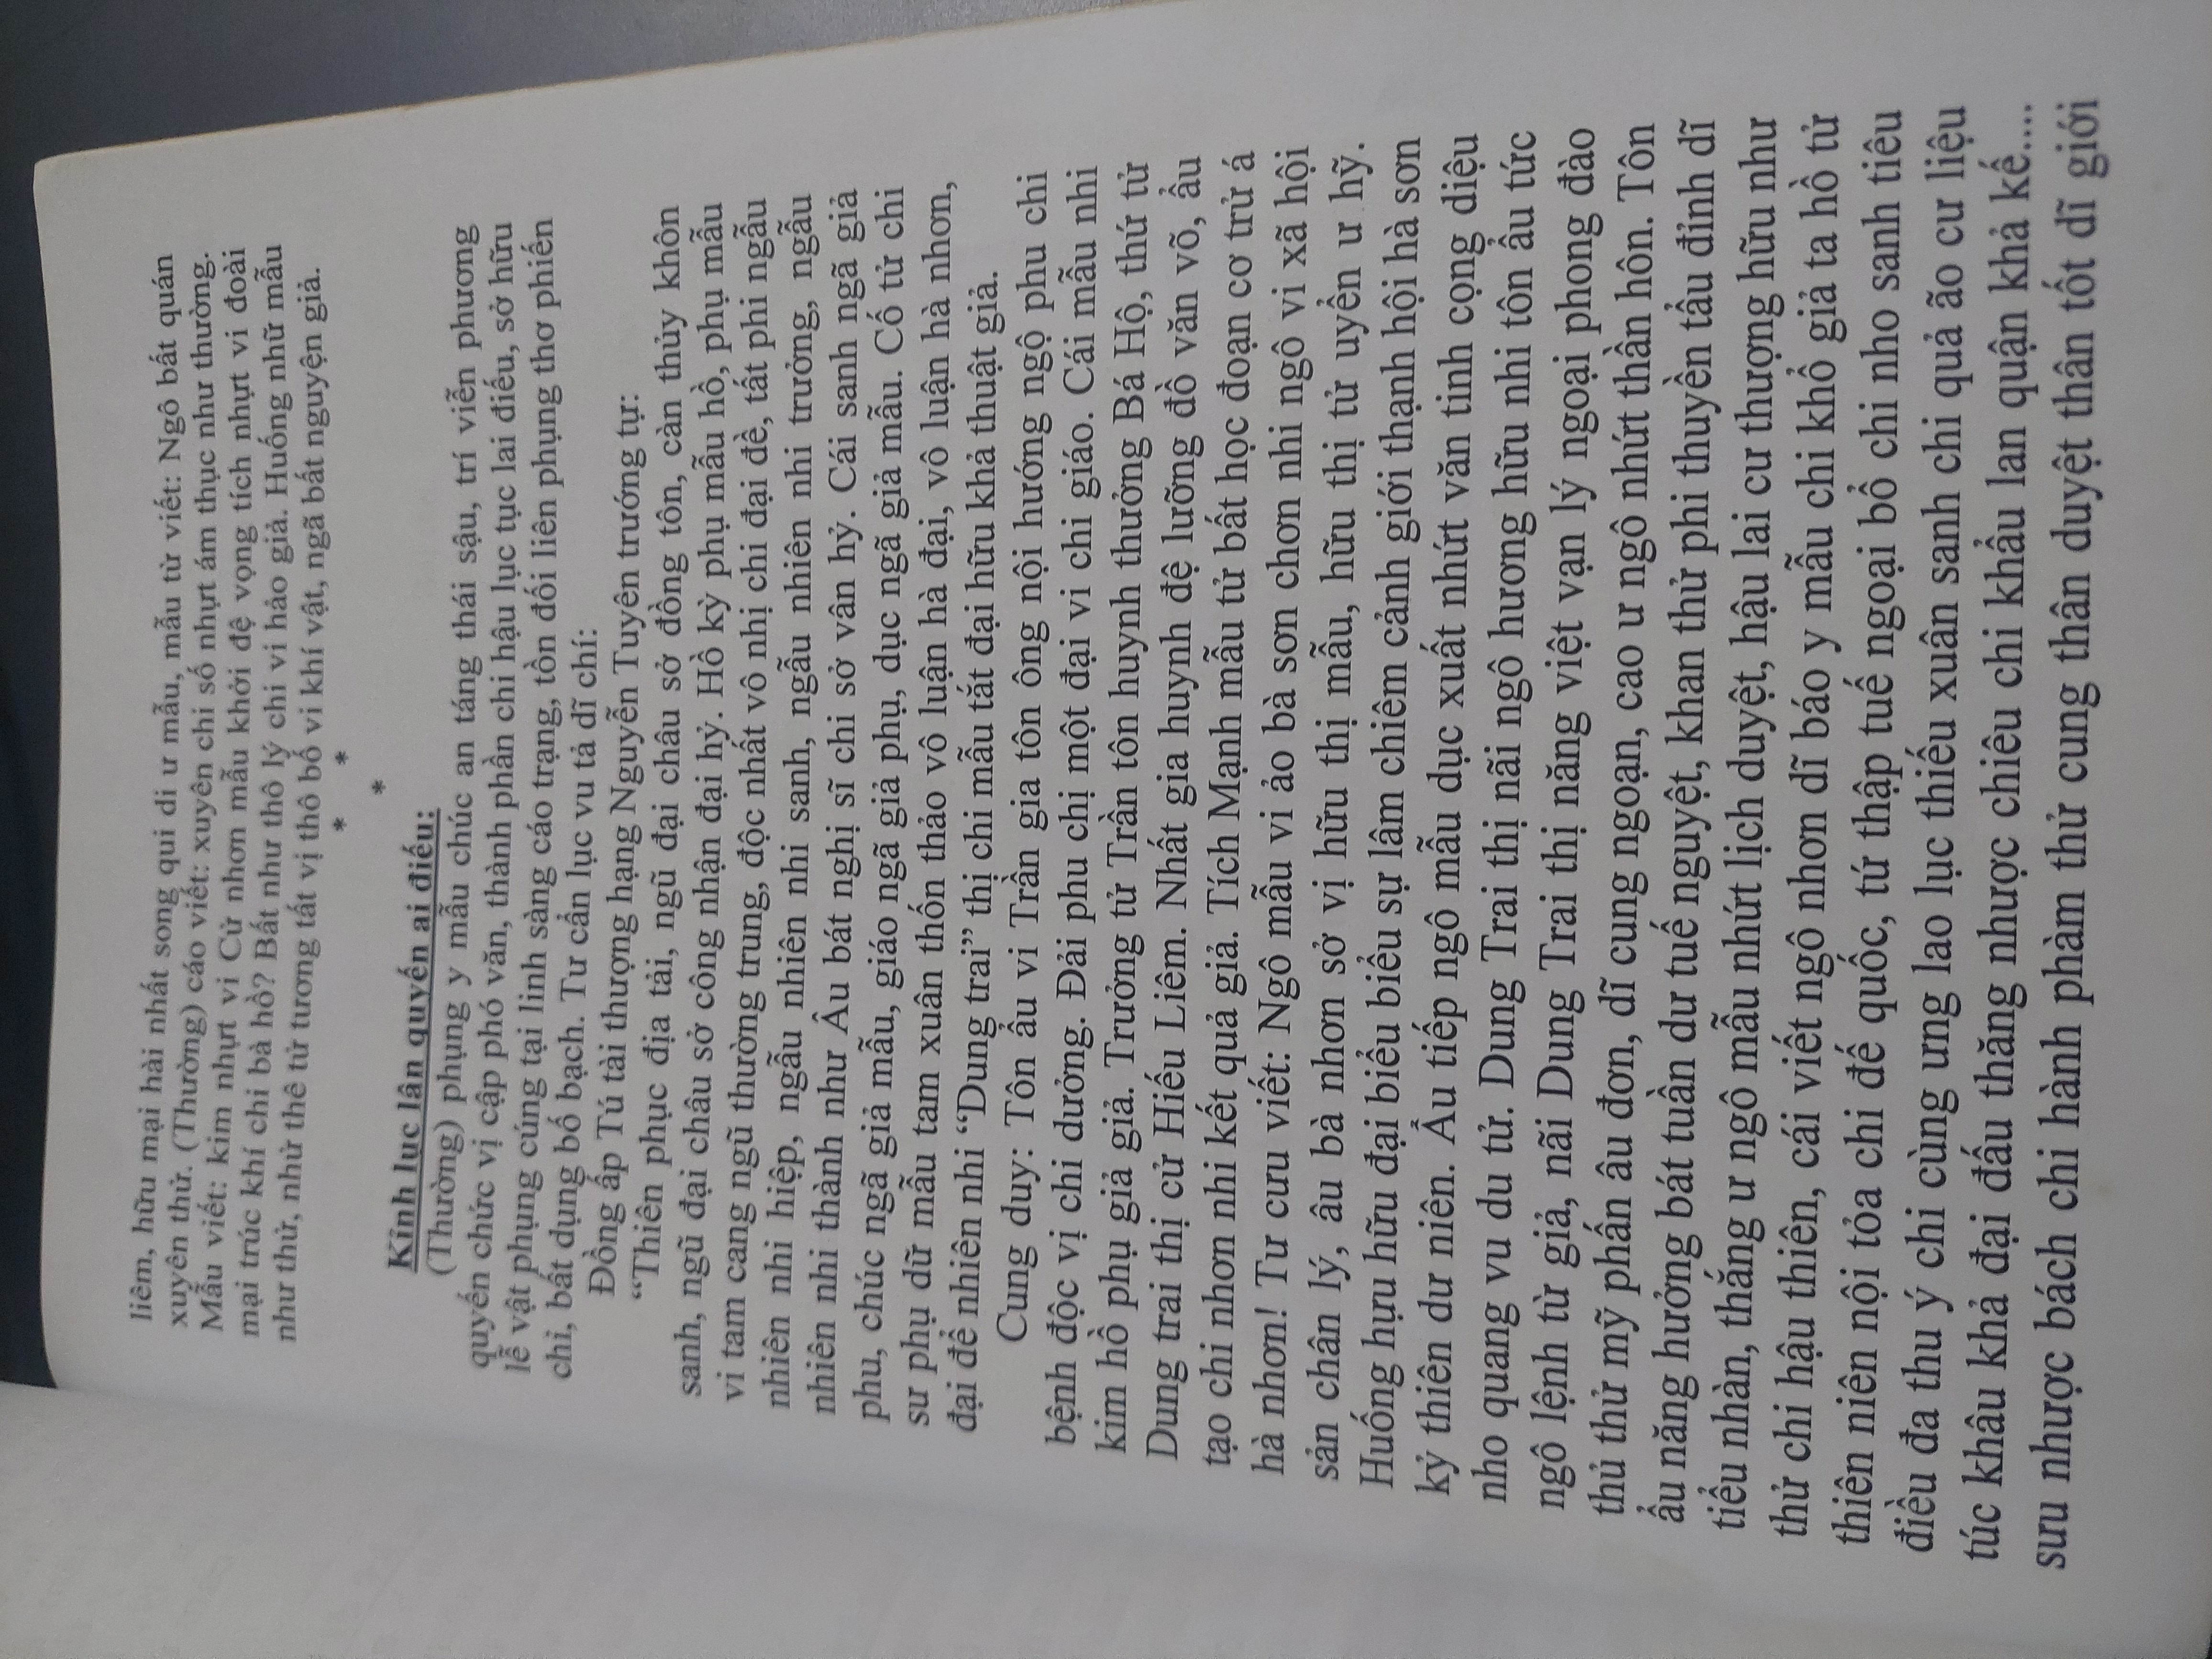 liêm, hữu mại hài nhất song qui di ư mẫu, mẫu từ viết: Ngô bất quán
xuyên thử. (Thường) cáo viết: xuyên chi số nhựt ám thục như thường.
Mẫu viết: kim nhựt vi Cử nhơn mẫu khởi đệ vọng tích nhựt vi đoài
mại trúc khí chi bà hồ? Bất như thô lý chi vi hảo giả. Huống nhữ mẫu
như thử, nhử thê tử tương tất vị thô bố vi khí vật, ngã bất nguyện giả.
* *
*
Kĩnh lục lân quyến ai điếu:
(Thường) phụng y mẫu chúc an táng thái sậu, trí viễn phương
quyến chức vị cập phó văn, thành phần chi hậu lục tục lai điếu, sở hữu
lễ vật phụng cúng tại linh sàng cáo trạng, tồn đối liên phụng thơ phiến
chỉ, bất dụng bố bạch. Tư cẩn lục vu tả dĩ chí:
Đồng ấp Tú tài thượng hạng Nguyễn Tuyên trướng tự:
“Thiên phục địa tải, ngũ đại châu sở đồng tôn, càn thủy khôn
sanh, ngũ đại châu sở công nhận đại hỷ. Hồ kỳ phụ mẫu hồ, phụ mẫu
vi tam cang ngũ thường trung, độc nhất vô nhị chi đại đề, tất phi ngẫu
nhiên nhi hiệp, ngẫu nhiên nhi sanh, ngẫu nhiên nhi trưởng, ngẫu
nhiên nhi thành như Âu bát nghị sĩ chi sở vân hỷ. Cái sanh ngã giả
phu, chúc ngã giả mẫu, giáo ngã giả phụ, dục ngã giả mẫu. Cố tử chi
sư phụ dữ mẫu tam xuân thốn thảo vô luận hà đại, vô luận hà nhơn,
đại để nhiên nhi “Dung trai” thị chi mẫu tắt đại hữu khả thuật giả.
Cung duy: Tôn ẩu vi Trần gia tôn ông nội hướng ngộ phu chi
bệnh độc vị chi dưởng. Đải phu chị một đại vi chi giáo. Cái mẫu nhi
kim hồ phụ giả giả. Trưởng tử Trần tôn huynh thưởng Bá Hộ, thứ tử
Dung trai thị cử Hiếu Liêm. Nhất gia huynh đệ lưỡng đồ văn võ, ẩu
tạo chi nhơn nhi kết quả giả. Tích Mạnh mẫu tử bất học đoạn cơ trử á
hà nhơn! Tư cưu viết: Ngô mẫu vi ảo bà sơn chơn nhi ngô vi xã hội
sản chân lý, âu bà nhơn sở vị hữu thị mẫu, hữu thị tử uyển ư hỹ.
Huống hựu hữu đại biểu biểu sự lâm chiêm cảnh giới thạnh hội hà sơn
kỷ thiên dư niên. Ẩu tiếp ngô mẫu dục xuất nhứt văn tinh cọng diệu
nho quang vu du tử. Dung Trai thị nãi ngô hương hữu nhi tôn ẩu tức
ngô lệnh từ giả, nãi Dung Trai thị năng việt vạn lý ngoại phong đào
thủ thử mỹ phấn âu đơn, dĩ cung ngoạn, cao ư ngô nhứt thần hôn. Tôn
ẩu năng hưởng bát tuần dư tuế nguyệt, khan thử phi thuyền tẩu đỉnh dĩ
tiểu nhàn, thắng ư ngô mẫu nhứt lịch duyệt, hậu lai cư thượng hữu như
thử chi hậu thiên, cái viết ngô nhơn dĩ báo y mẫu chi khổ giả ta hồ tử
thiên niên nội tỏa chi đế quốc, tứ thập tuế ngoại bổ chi nho sanh tiêu
điều đa thu ý chi cùng ưng lao lục thiếu xuân sanh chi quả ão cư liệu
túc khâu khả đại đấu thăng nhược chiêu chi khẩu lan quận khả kế....
sưu nhược bách chi hành phàm thử cung thân duyệt thân tốt dĩ giới